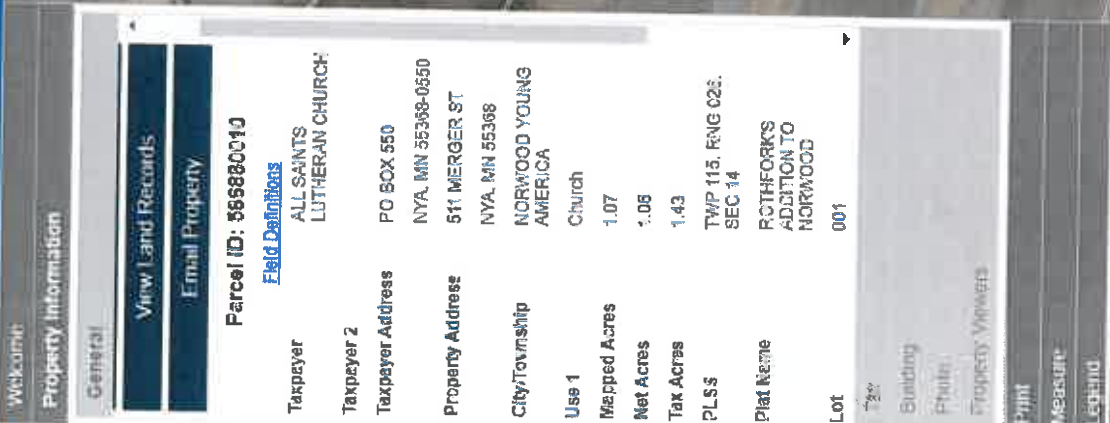 Welcome
Property Information
General
View Land Records
Email Property
Parcel ID: 586880010
Field Definitions
Taxpayer ALL SAINTS
LUTHERAN CHURCH
Taxpayer 2
Taxpayer Address PO BOX 550
NYA, MN 55368-0550
Property Address 511 MERGER ST
NYA, MN 55368
City/Township NORWOOD YOUNG
AMERICA
Use 1 Church
Mapped Acres 1.07
Net Acres 1.06
Tax Acres 1.43
PLSS TWP 115, RNG 026,
SEC 14
Plat Name ROTHFORKS
ADDITION TO
NORWOOD
Lot 001
Tax
Building
Photo
Property Viewers
Print
Measure
Legend